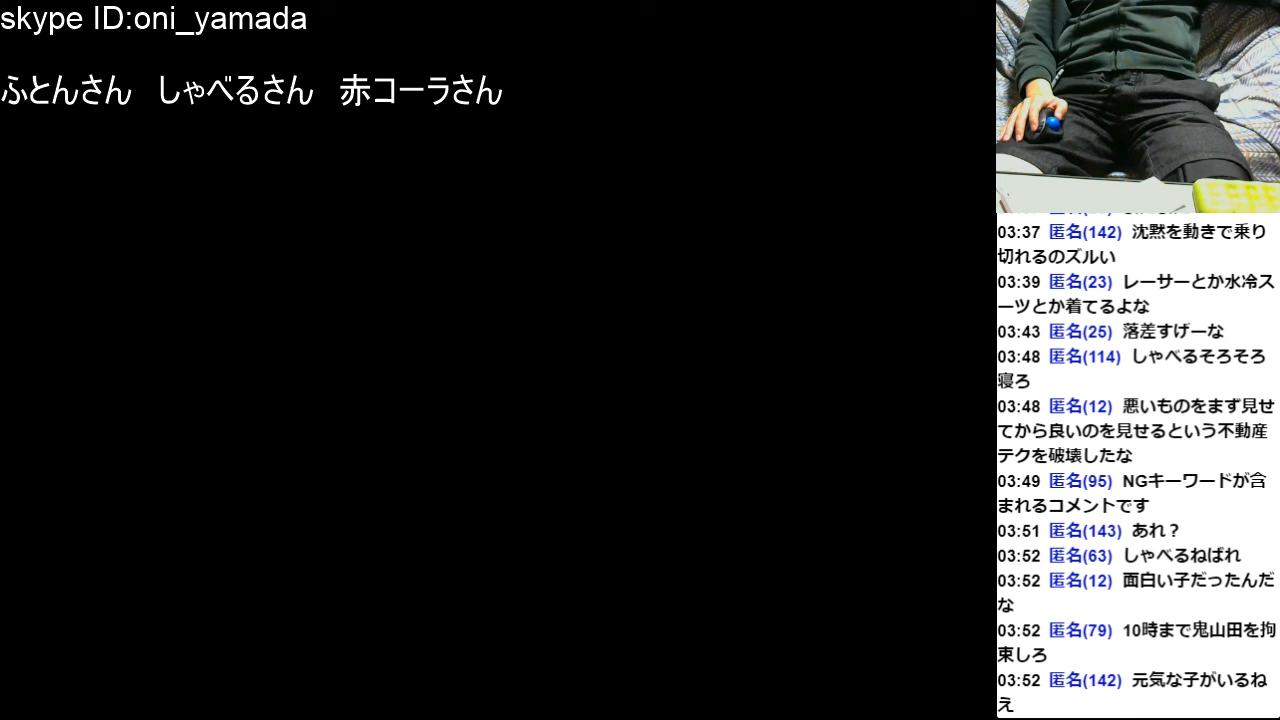 skype ID:oni_yamada
ふとんさん　しゃべるさん　赤コーラさん
03:37 匿名(142) 沈黙を動きで乗り
切れるのズルい
03:39 匿名(23) レーサーとか水冷ス
ーツとか着てるよな
03:43 匿名(25) 落差すげーな
03:48 匿名(114) しゃべるそろそろ
寝ろ
03:48 匿名(12) 悪いものをまず見せ
てから良いのを見せるという不動産
テクを破壊したな
03:49 匿名(95) NGキーワードが含
まれるコメントです
03:51 匿名(143) あれ？
03:52 匿名(63) しゃべるねばれ
03:52 匿名(12) 面白い子だったんだ
な
03:52 匿名(79) 10時まで鬼山田を拘
束しろ
03:52 匿名(142) 元気な子がいるね
え